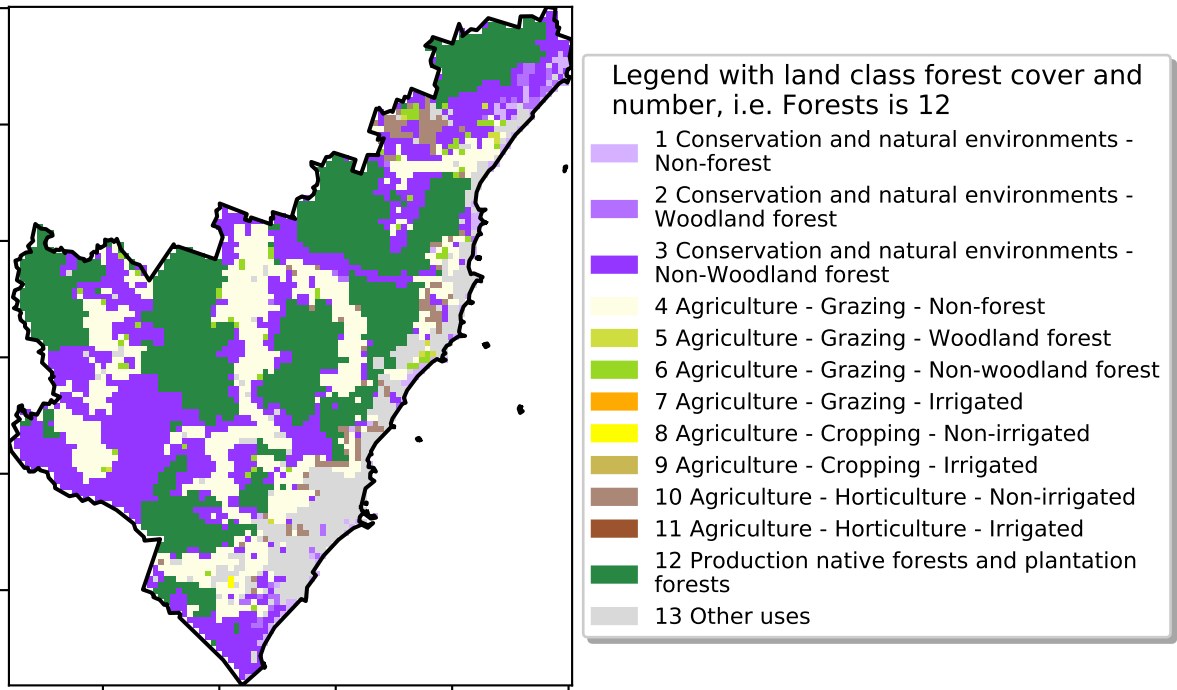 Legend with land class forest cover and
number, i.e. Forests is 12
1 Conservation and natural environments -
Non-forest
2 Conservation and natural environments -
Woodland forest
3 Conservation and natural environments -
Non-Woodland forest
4 Agriculture - Grazing - Non-forest
5 Agriculture - Grazing - Woodland forest
6 Agriculture - Grazing - Non-woodland forest
7 Agriculture - Grazing - Irrigated
8 Agriculture - Cropping - Non-irrigated
9 Agriculture - Cropping - Irrigated
10 Agriculture - Horticulture - Non-irrigated
11 Agriculture - Horticulture - Irrigated
12 Production native forests and plantation
forests
13 Other uses